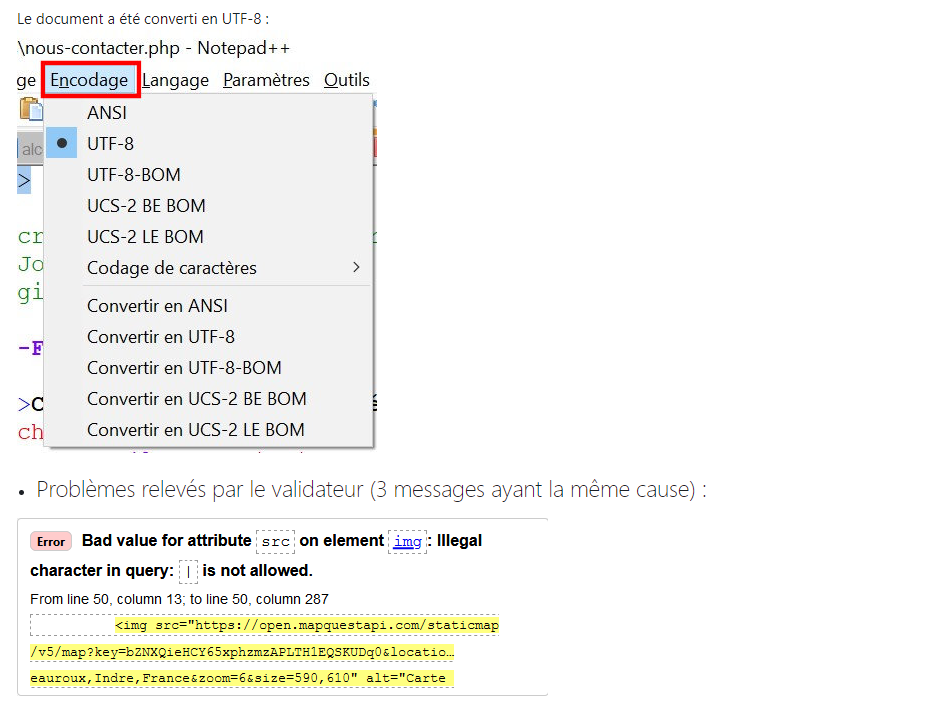 Le document a été converti en UTF-8 :
\nous-contacter.php - Notepad++
ge Encodage Langage Paramètres Outils
ANSI
alc
UTF-8
UTF-8-BOM
>
UCS-2 BE BOM
UCS-2 LE BOM
cr
Codage de caractères >
Jo
gi
Convertir en ANSI
Convertir en UTF-8
-F
Convertir en UTF-8-BOM
Convertir en UCS-2 BE BOM
>C
Convertir en UCS-2 LE BOM
ch
• Problèmes relevés par le validateur (3 messages ayant la même cause) :
Error Bad value for attribute src on element img: Illegal
character in query: | is not allowed.
From line 50, column 13; to line 50, column 287
<img src="https://open.mapquestapi.com/staticmap
/v5/map?key=bZNXQieHCY65xphzmzAPLTH1EQSKUDq0&locatio…
eauroux,Indre,France&zoom=6&size=590,610" alt="Carte